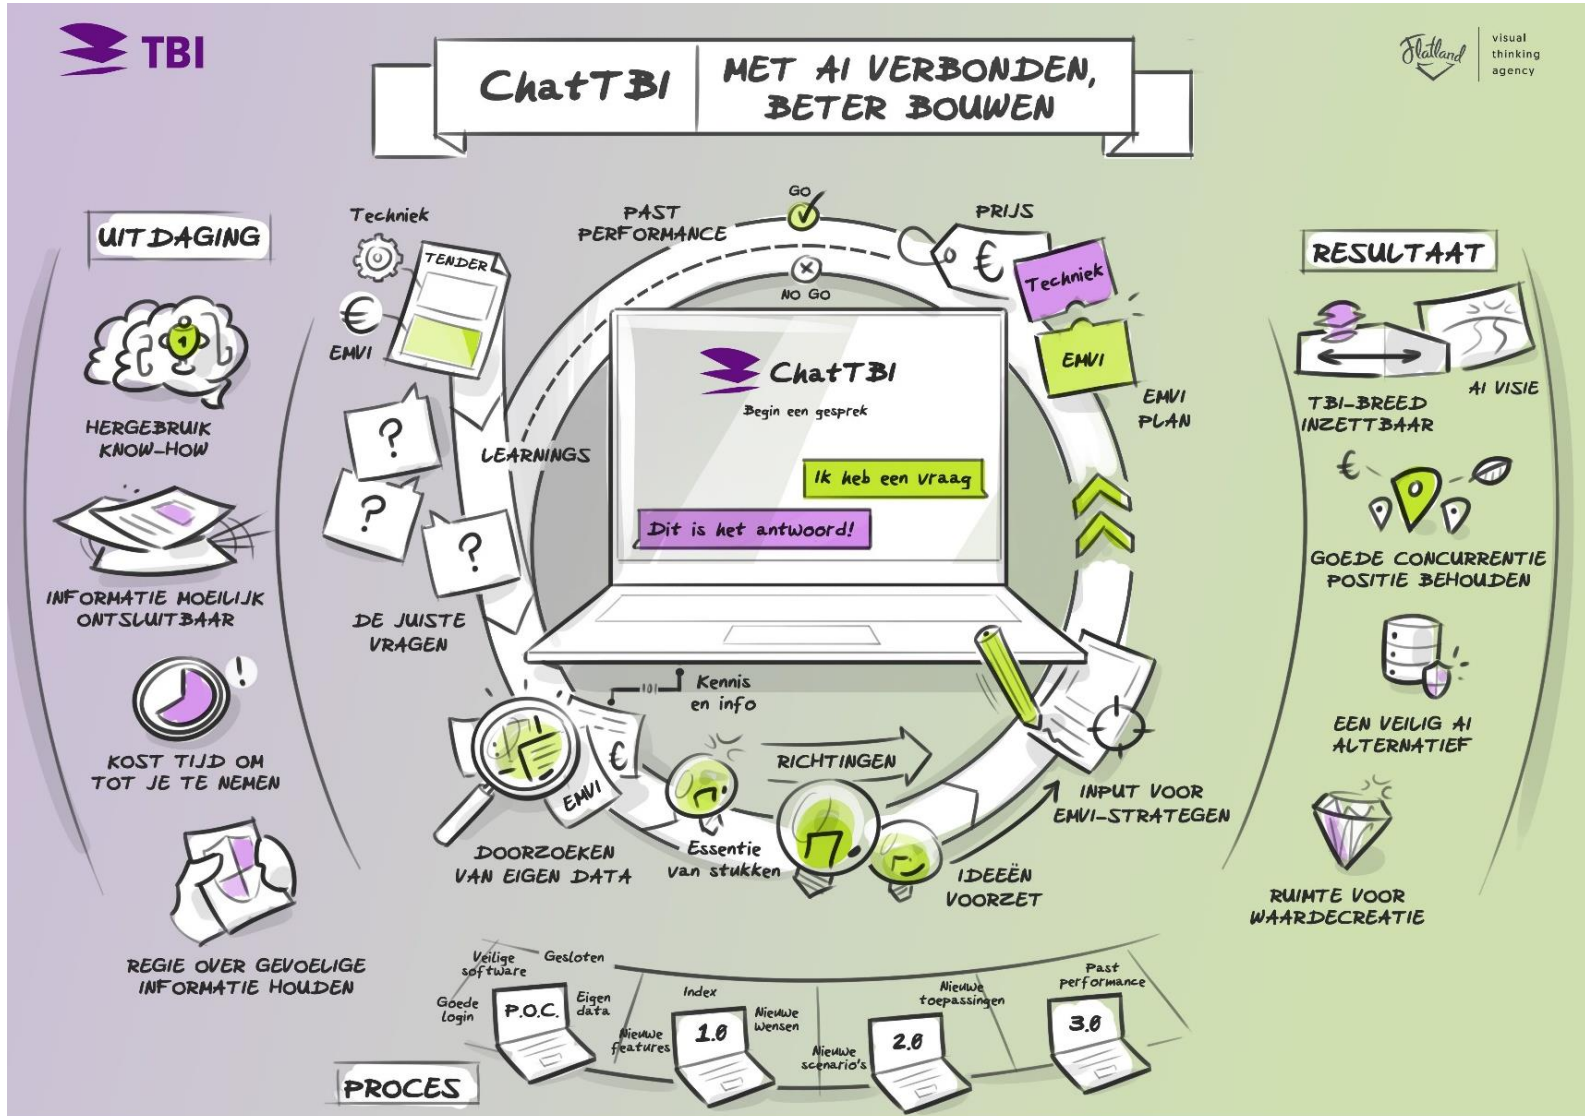 TBI
ChatTBI
MET AI VERBONDEN,
BETER BOUWEN
Flatland
visual
thinking
agency
UITDAGING
HERGEBRUIK
KNOW-HOW
INFORMATIE MOEILIJK
ONTSLUITBAAR
!
KOST TIJD OM
TOT JE TE NEMEN
REGIE OVER GEVOELIGE
INFORMATIE HOUDEN
Techniek
€
EMVI
TENDER
?
?
?
DE JUISTE
VRAGEN
LEARNINGS
PAST
PERFORMANCE
GO
NO GO
PRIJS
€
Techniek
EMVI
EMVI
PLAN
ChatTBI
Begin een gesprek
Ik heb een vraag
Dit is het antwoord!
Kennis
en info
101
€
EMVI
DOORZOEKEN
VAN EIGEN DATA
Essentie
van stukken
RICHTINGEN
IDEEËN
VOORZET
INPUT VOOR
EMVI-STRATEGEN
RESULTAAT
AI VISIE
TBI-BREED
INZETTBAAR
€
GOEDE CONCURRENTIE
POSITIE BEHOUDEN
EEN VEILIG AI
ALTERNATIEF
RUIMTE VOOR
WAARDECREATIE
PROCES
Veilige
software
Gesloten
Goede
login
P.O.C.
Eigen
data
Nieuwe
features
Index
1.0
Nieuwe
wensen
Nieuwe
scenario's
2.0
Nieuwe
toepassingen
Past
performance
3.0